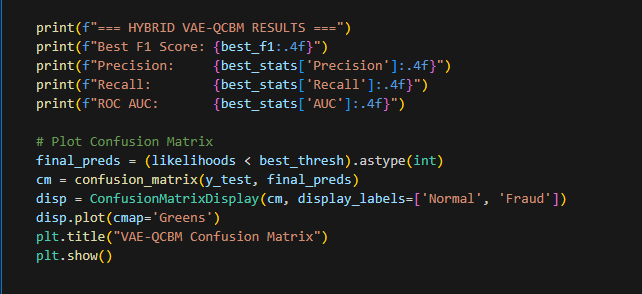 print(f"=== HYBRID VAE-QCBM RESULTS ===")
print(f"Best F1 Score: {best_f1:.4f}")
print(f"Precision:     {best_stats['Precision']:.4f}")
print(f"Recall:        {best_stats['Recall']:.4f}")
print(f"ROC AUC:       {best_stats['AUC']:.4f}")

# Plot Confusion Matrix
final_preds = (likelihoods < best_thresh).astype(int)
cm = confusion_matrix(y_test, final_preds)
disp = ConfusionMatrixDisplay(cm, display_labels=['Normal', 'Fraud'])
disp.plot(cmap='Greens')
plt.title("VAE-QCBM Confusion Matrix")
plt.show()